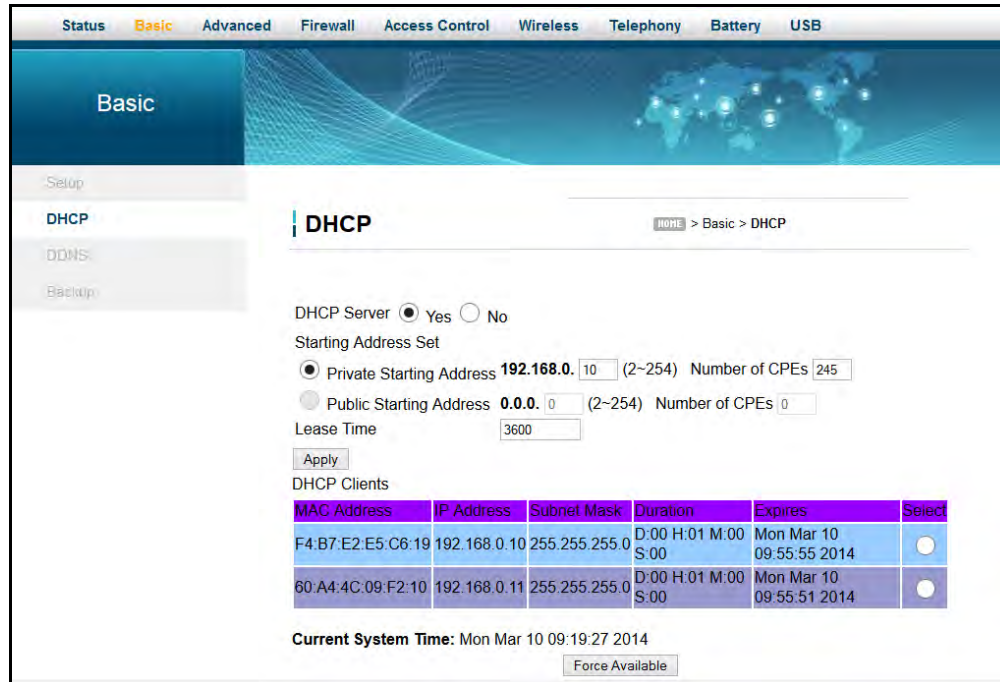 Status Basic Advanced Firewall Access Control Wireless Telephony Battery USB
Basic
Setup
DHCP
DDNS
Backup
DHCP
HOME > Basic > DHCP
DHCP Server Yes No
Starting Address Set
Private Starting Address 192.168.0. 10 (2~254) Number of CPEs 245
Public Starting Address 0.0.0. 0 (2~254) Number of CPEs 0
Lease Time 3600
Apply
DHCP Clients
MAC Address IP Address Subnet Mask Duration Expires Select
F4:B7:E2:E5:C6:19 192.168.0.10 255.255.255.0 D:00 H:01 M:00 S:00 Mon Mar 10 09:55:55 2014
60:A4:4C:09:F2:10 192.168.0.11 255.255.255.0 D:00 H:01 M:00 S:00 Mon Mar 10 09:55:51 2014
Current System Time: Mon Mar 10 09:19:27 2014
Force Available